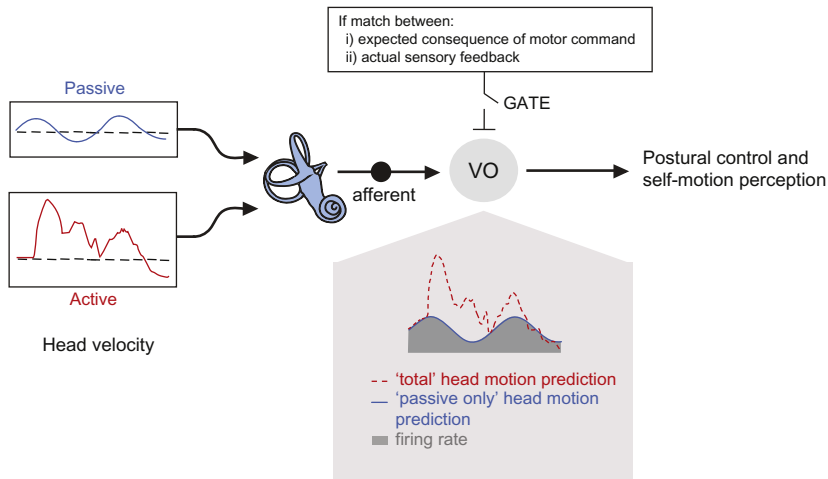 If match between:
i) expected consequence of motor command
ii) actual sensory feedback
Passive
GATE
VO
Postural control and
self-motion perception
afferent
Active
Head velocity
'total' head motion prediction
'passive only' head motion
prediction
firing rate